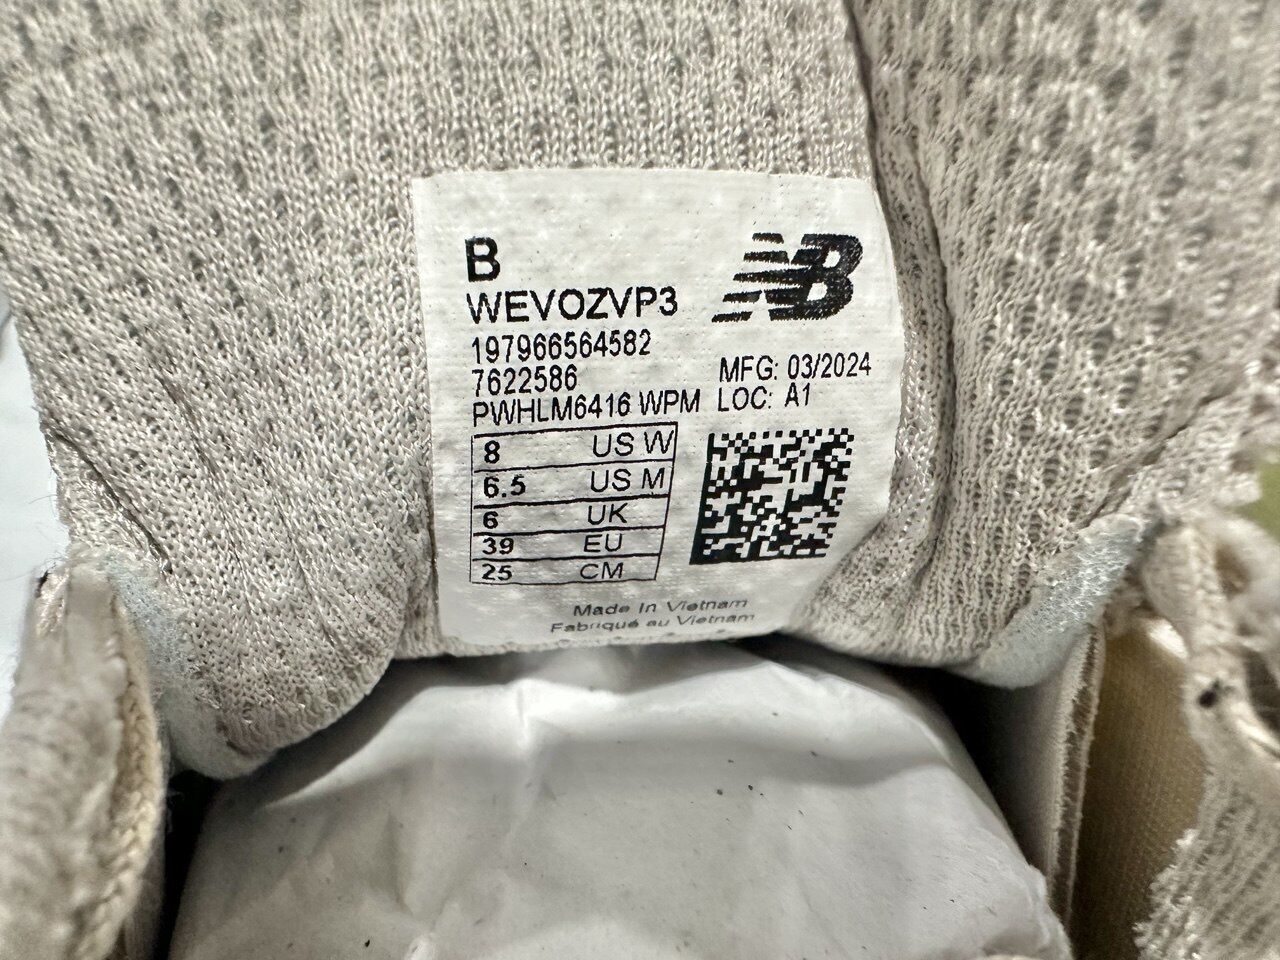 B
NB
WEVOZVP3
197966564582
7622586
PWHLM6416 WPM
MFG: 03/2024
LOC: A1
8 US W
6.5 US M
6 UK
39 EU
25 CM
Made In Vietnam
Fabriqué au Vietnam